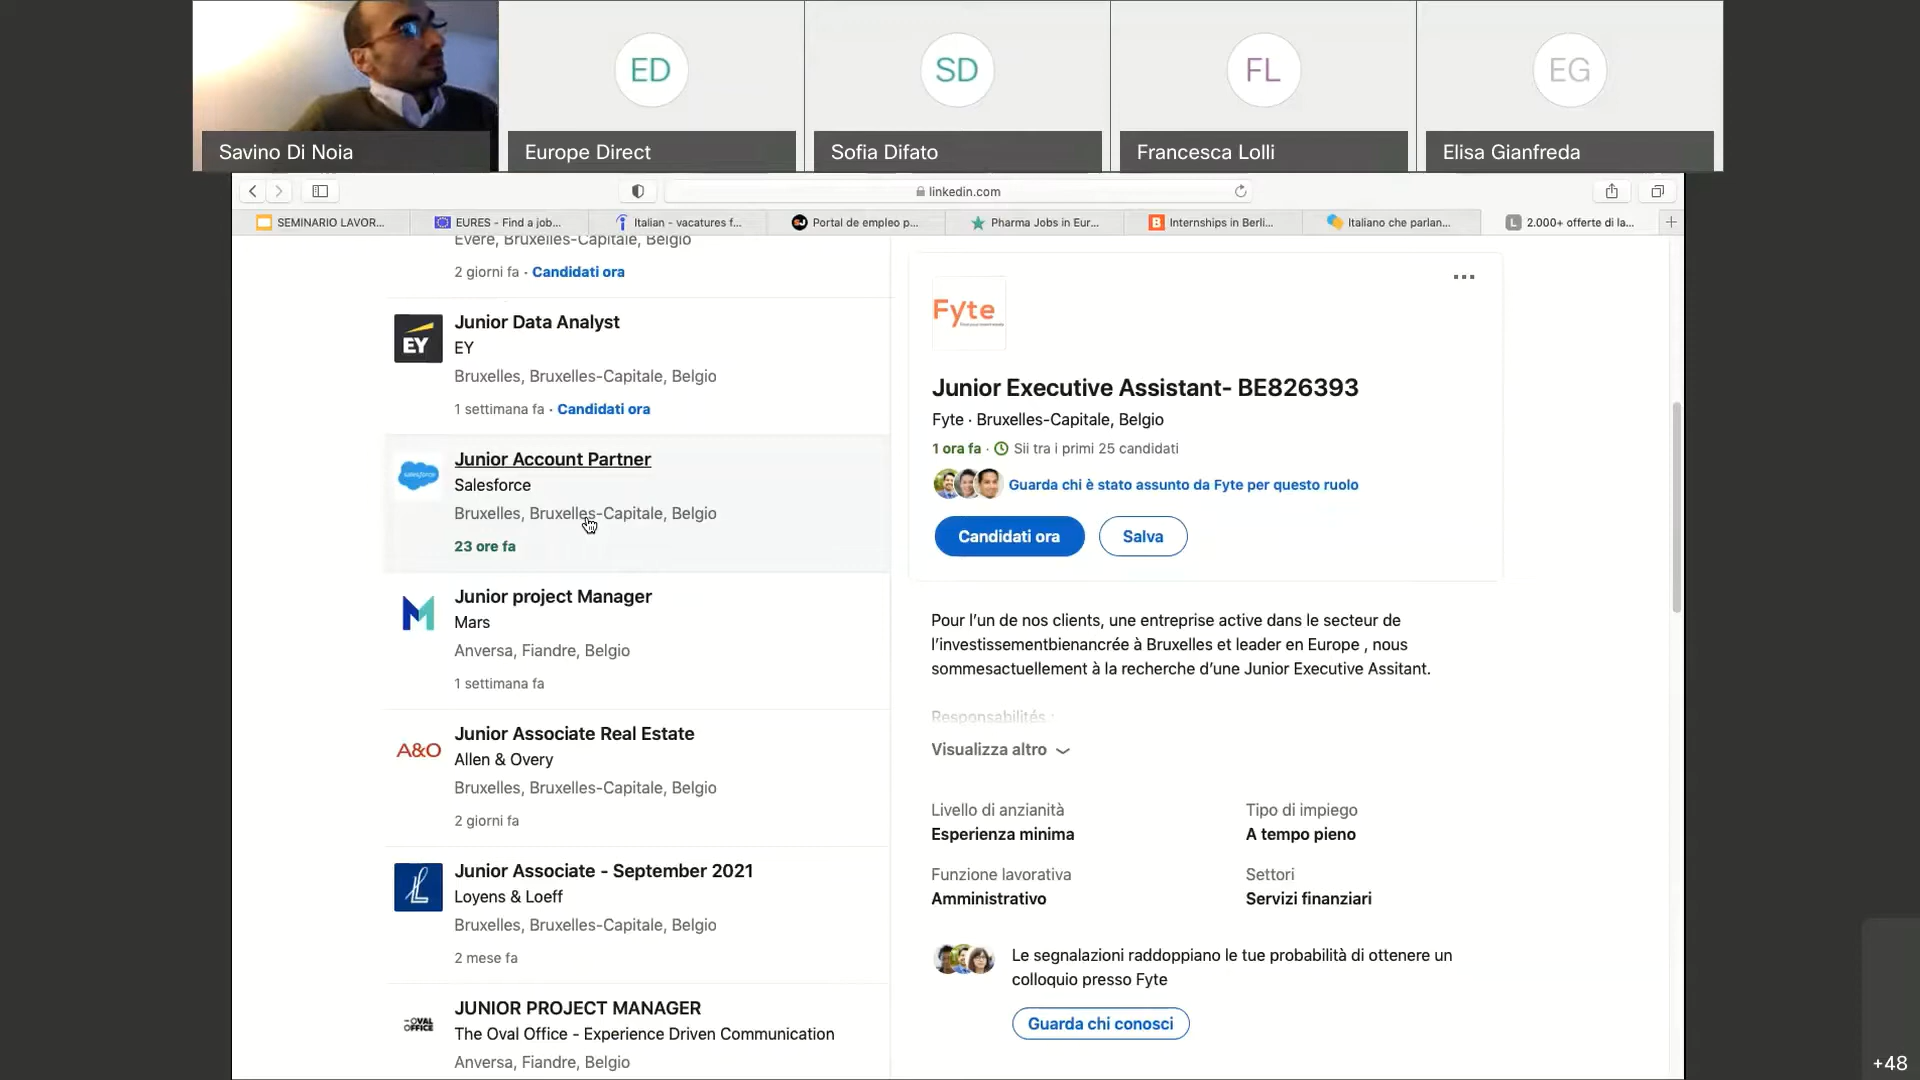 ED
SD
FL
EG
Savino Di Noia
Europe Direct
Sofia Difato
Francesca Lolli
Elisa Gianfreda
linkedin.com
SEMINARIO LAVOR...
EURES - Find a job...
Italian - vacatures f...
Portal de empleo p...
Pharma Jobs in Eur...
Internships in Berli...
Italiano che parlan...
L 2.000+ offerte di la...
Evere, Bruxelles-Capitale, Belgio
2 giorni fa · Candidati ora
EY
Junior Data Analyst
EY
Bruxelles, Bruxelles-Capitale, Belgio
1 settimana fa · Candidati ora
salesforce
Junior Account Partner
Salesforce
Bruxelles, Bruxelles-Capitale, Belgio
23 ore fa
Junior project Manager
Mars
Anversa, Fiandre, Belgio
1 settimana fa
A&O
Junior Associate Real Estate
Allen & Overy
Bruxelles, Bruxelles-Capitale, Belgio
2 giorni fa
Junior Associate - September 2021
Loyens & Loeff
Bruxelles, Bruxelles-Capitale, Belgio
2 mese fa
OVAL
OFFICE
JUNIOR PROJECT MANAGER
The Oval Office - Experience Driven Communication
Anversa, Fiandre, Belgio
Fyte
Junior Executive Assistant- BE826393
Fyte · Bruxelles-Capitale, Belgio
1 ora fa · Sii tra i primi 25 candidati
Guarda chi è stato assunto da Fyte per questo ruolo
Candidati ora
Salva
Pour l’un de nos clients, une entreprise active dans le secteur de
l’investissementbienancrée à Bruxelles et leader en Europe , nous
sommesactuellement à la recherche d’une Junior Executive Assitant.
Responsabilités :
Visualizza altro
Livello di anzianità
Esperienza minima
Tipo di impiego
A tempo pieno
Funzione lavorativa
Amministrativo
Settori
Servizi finanziari
Le segnalazioni raddoppiano le tue probabilità di ottenere un
colloquio presso Fyte
Guarda chi conosci
+48